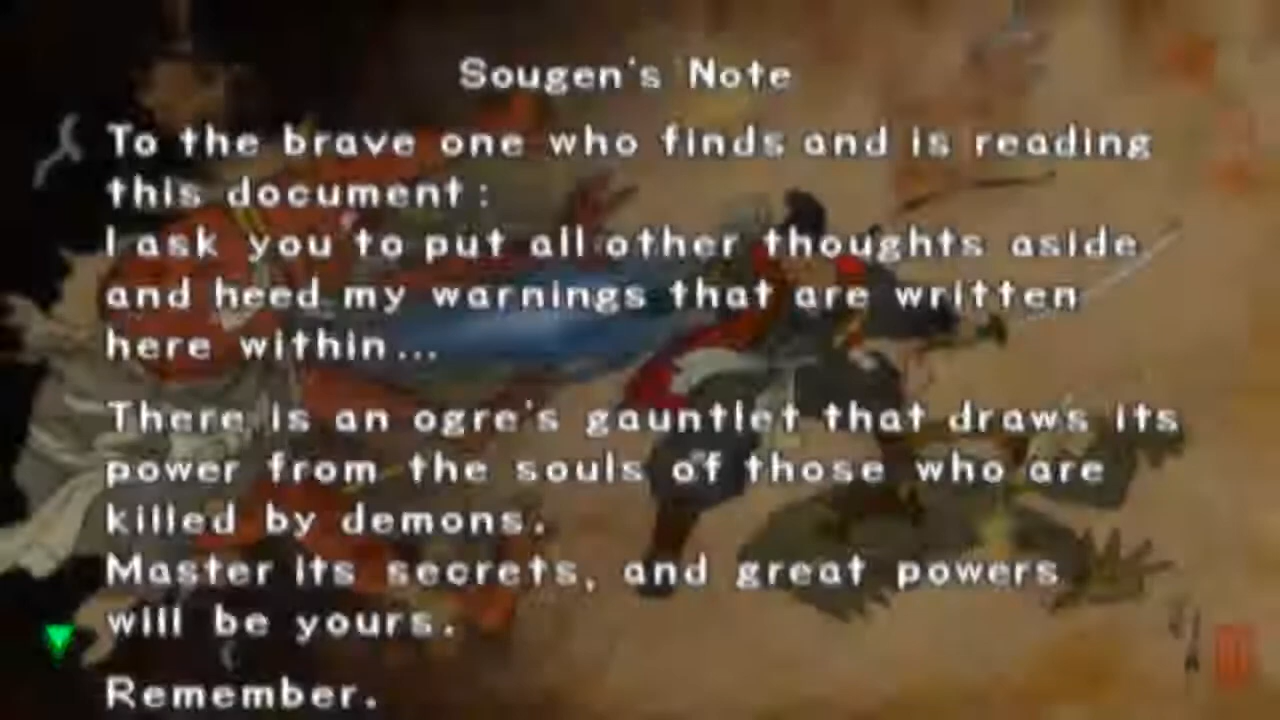 Sougen's Note
To the brave one who finds and is reading
this document:
I ask you to put all other thoughts aside
and heed my warnings that are written
here within...
There is an ogre's gauntlet that draws its
power from the souls of those who are
killed by demons.
Master its secrets, and great powers
will be yours.
Remember.